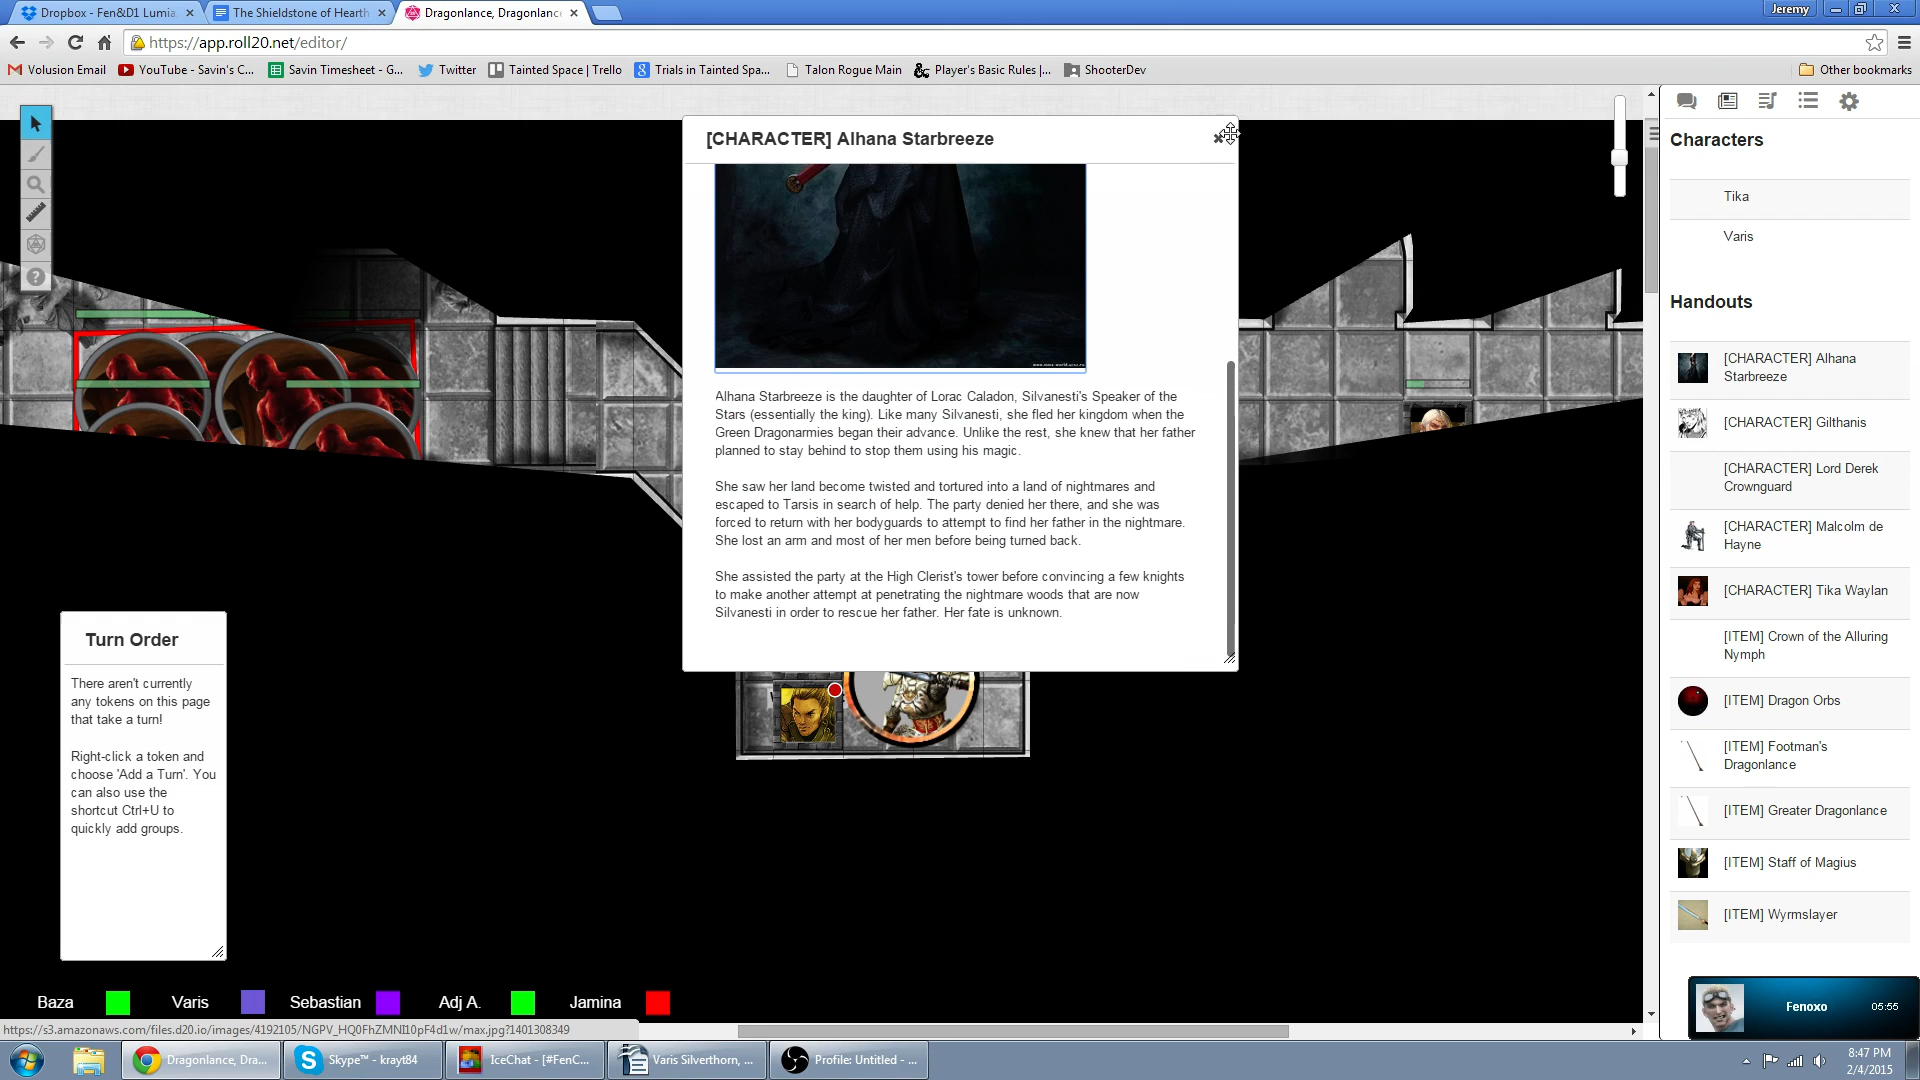 Dropbox - Fen&D1 Lumia
The Shieldstone of Hearth
Dragonlance, Dragonlanc
Jeremy
https://app.roll20.net/editor/
Volusion Email
YouTube - Savin's C...
Savin Timesheet - G...
Twitter
Tainted Space | Trello
Trials in Tainted Spa...
Talon Rogue Main
Player's Basic Rules |...
ShooterDev
Other bookmarks
[CHARACTER] Alhana Starbreeze
Alhana Starbreeze is the daughter of Lorac Caladon, Silvanesti's Speaker of the
Stars (essentially the king). Like many Silvanesti, she fled her kingdom when the
Green Dragonarmies began their advance. Unlike the rest, she knew that her father
planned to stay behind to stop them using his magic.
She saw her land become twisted and tortured into a land of nightmares and
escaped to Tarsis in search of help. The party denied her there, and she was
forced to return with her bodyguards to attempt to find her father in the nightmare.
She lost an arm and most of her men before being turned back.
She assisted the party at the High Clerist's tower before convincing a few knights
to make another attempt at penetrating the nightmare woods that are now
Silvanesti in order to rescue her father. Her fate is unknown.
Characters
Tika
Varis
Handouts
[CHARACTER] Alhana
Starbreeze
[CHARACTER] Gilthanis
[CHARACTER] Lord Derek
Crownguard
[CHARACTER] Malcolm de
Hayne
[CHARACTER] Tika Waylan
[ITEM] Crown of the Alluring
Nymph
[ITEM] Dragon Orbs
[ITEM] Footman's
Dragonlance
[ITEM] Greater Dragonlance
[ITEM] Staff of Magius
[ITEM] Wyrmslayer
Turn Order
There aren't currently
any tokens on this page
that take a turn!
Right-click a token and
choose 'Add a Turn'. You
can also use the
shortcut Ctrl+U to
quickly add groups.
Baza
Varis
Sebastian
Adj A.
Jamina
Fenoxo
05:55
https://s3.amazonaws.com/files.d20.io/images/4192105/NGPV_HQ0FhZMNI10pF4d1w/max.jpg?1401308349
Dragonlance, Dra...
Skype™ - krayt84
IceChat - [#FenC...
Varis Silverthorn, ...
Profile: Untitled - ...
8:47 PM
2/4/2015